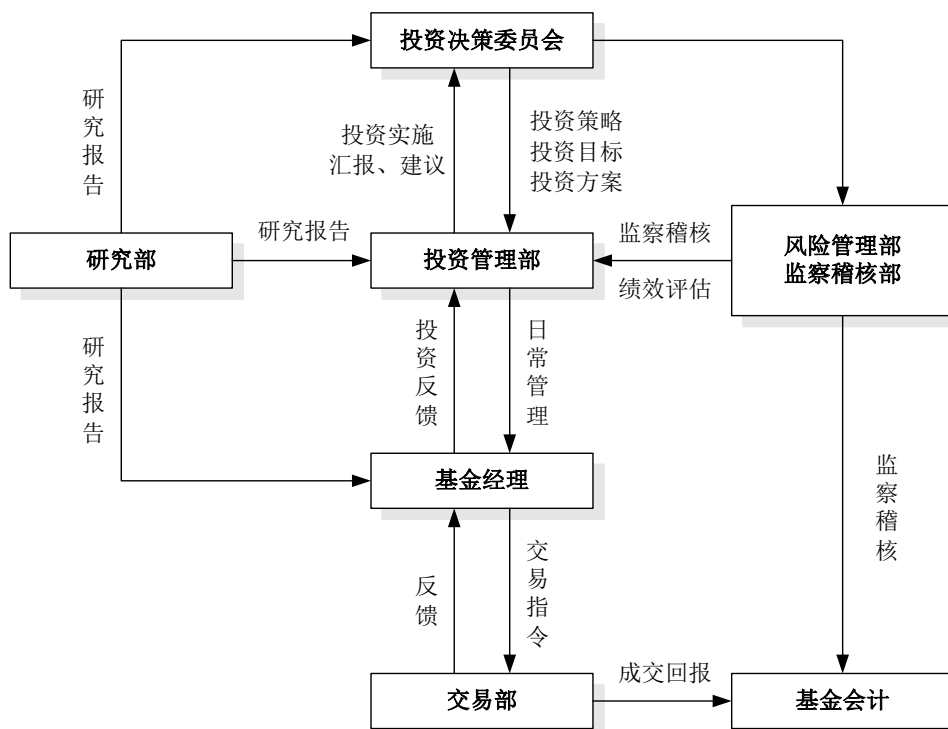 投资决策委员会
研究报告
投资实施
汇报、建议
投资策略
投资目标
投资方案
研究部
研究报告
投资管理部
监察稽核
绩效评估
风险管理部
监察稽核部
研究报告
投资反馈
日常管理
基金经理
监察稽核
反馈
交易指令
交易部
成交回报
基金会计